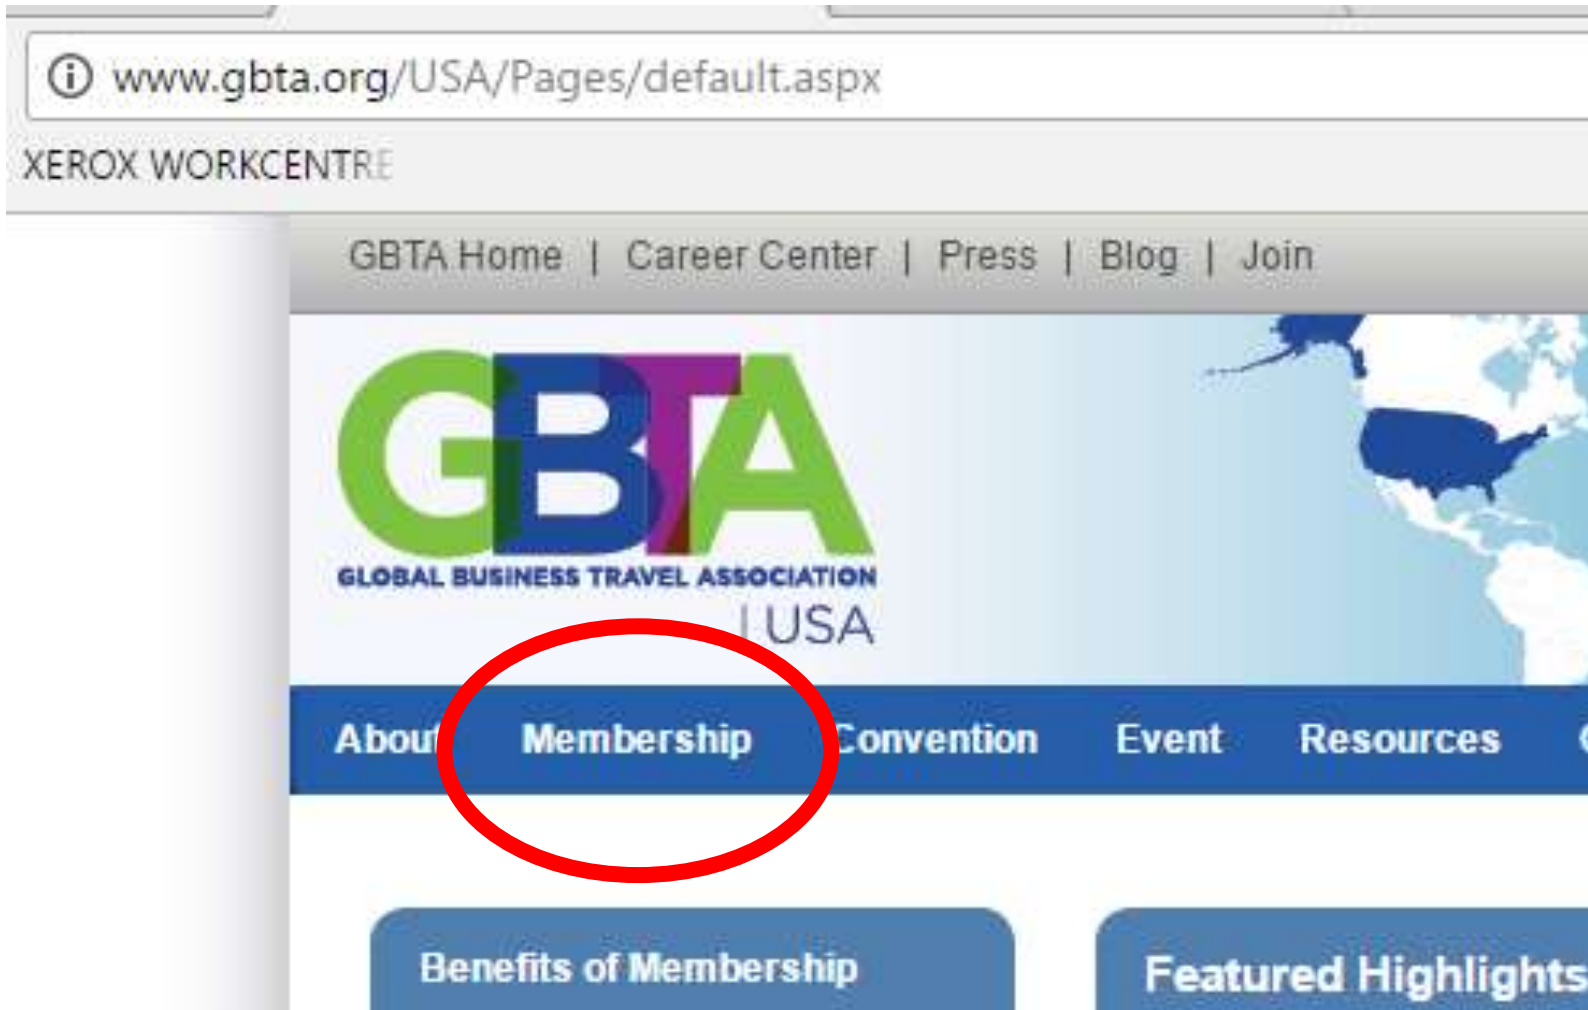 www.gbta.org/USA/Pages/default.aspx
XEROX WORKCENTRE
GBTA Home | Career Center | Press | Blog | Join
GBTA
GLOBAL BUSINESS TRAVEL ASSOCIATION
| USA
About Membership Convention Event Resources
Benefits of Membership
Featured Highlights